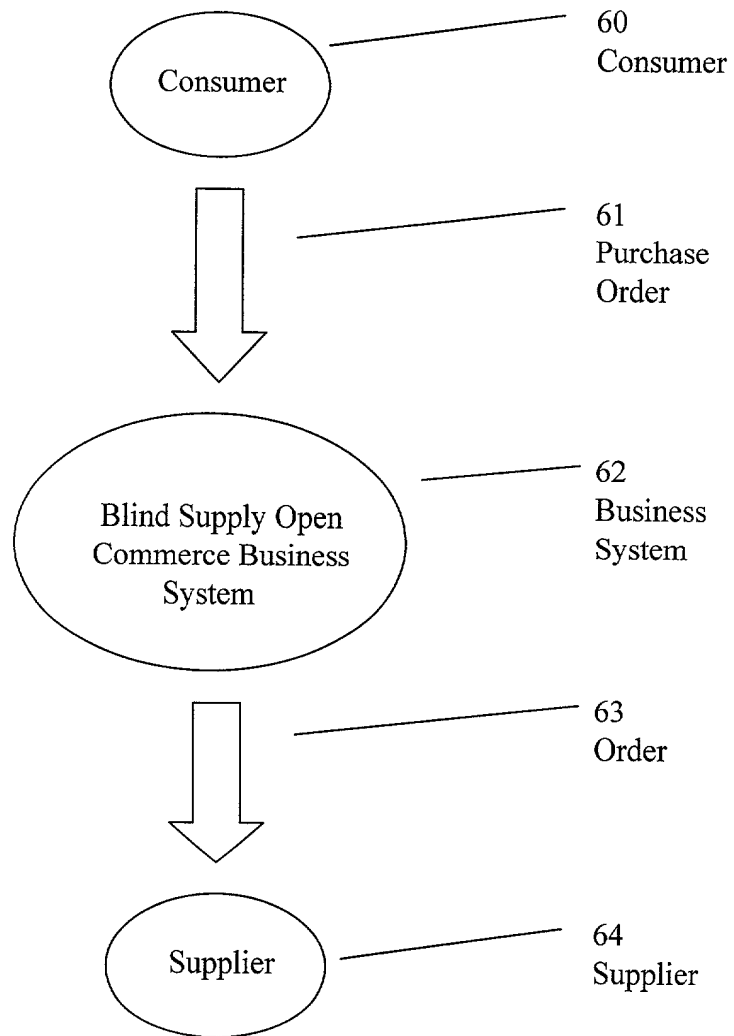 Consumer
60
Consumer
61
Purchase
Order
Blind Supply Open
Commerce Business
System
62
Business
System
63
Order
Supplier
64
Supplier